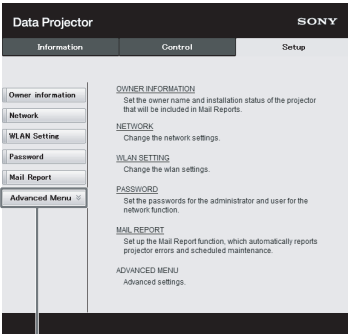 Data Projector
SONY
Information
Control
Setup
Owner information
Network
WLAN Setting
Password
Mail Report
Advanced Menu
OWNER INFORMATION
Set the owner name and installation status of the projector
that will be included in Mail Reports.
NETWORK
Change the network settings.
WLAN SETTING
Change the wlan settings.
PASSWORD
Set the passwords for the administrator and user for the
network function.
MAIL REPORT
Set up the Mail Report function, which automatically reports
projector errors and scheduled maintenance.
ADVANCED MENU
Advanced settings.